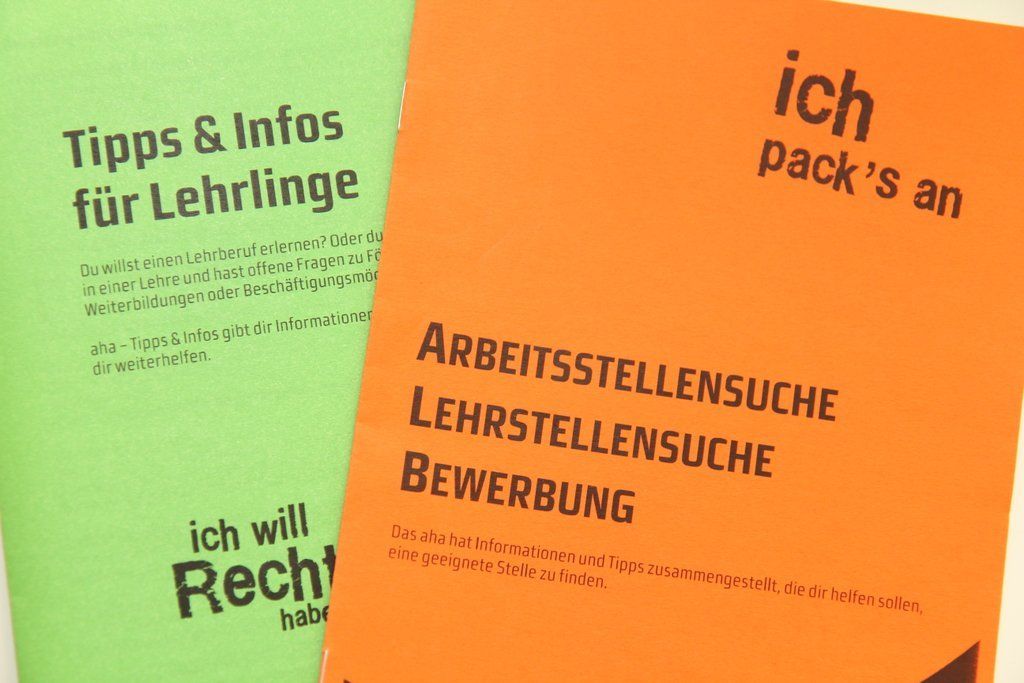 Tipps & Infos
für Lehrlinge
Du willst einen Lehrberuf erlernen? Oder du
in einer Lehre und hast offene Fragen zu
Weiterbildungen oder
aha – Tipps & Infos gibt dir Informationen
dir weiterhelfen.
ich will
Recht
ich
pack's an
ARBEITSSTELLENSUCHE
LEHRSTELLENSUCHE
BEWERBUNG
Das aha hat Informationen und Tipps zusammengestellt, die dir helfen sollen,
eine geeignete Stelle zu finden.